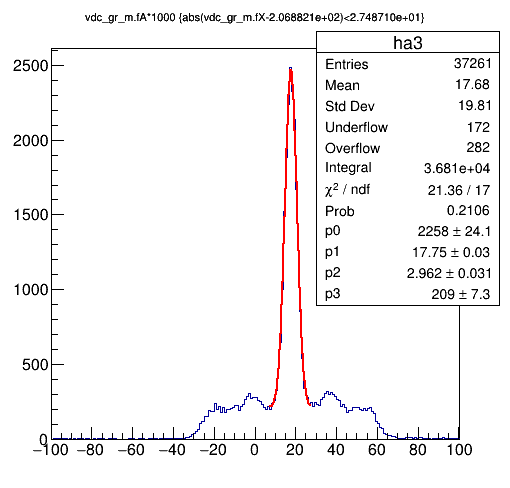 vdc_gr_m.fA*1000 {abs(vdc_gr_m.fX-2.068821e+02)<2.748710e+01}
ha3
Entries 37261
Mean 17.68
Std Dev 19.81
Underflow 172
Overflow 282
Integral 3.681e+04
χ² / ndf 21.36 / 17
Prob 0.2106
p0 2258 ± 24.1
p1 17.75 ± 0.03
p2 2.962 ± 0.031
p3 209 ± 7.3
2500
2000
1500
1000
500
0
−100 −80 −60 −40 −20 0 20 40 60 80 100